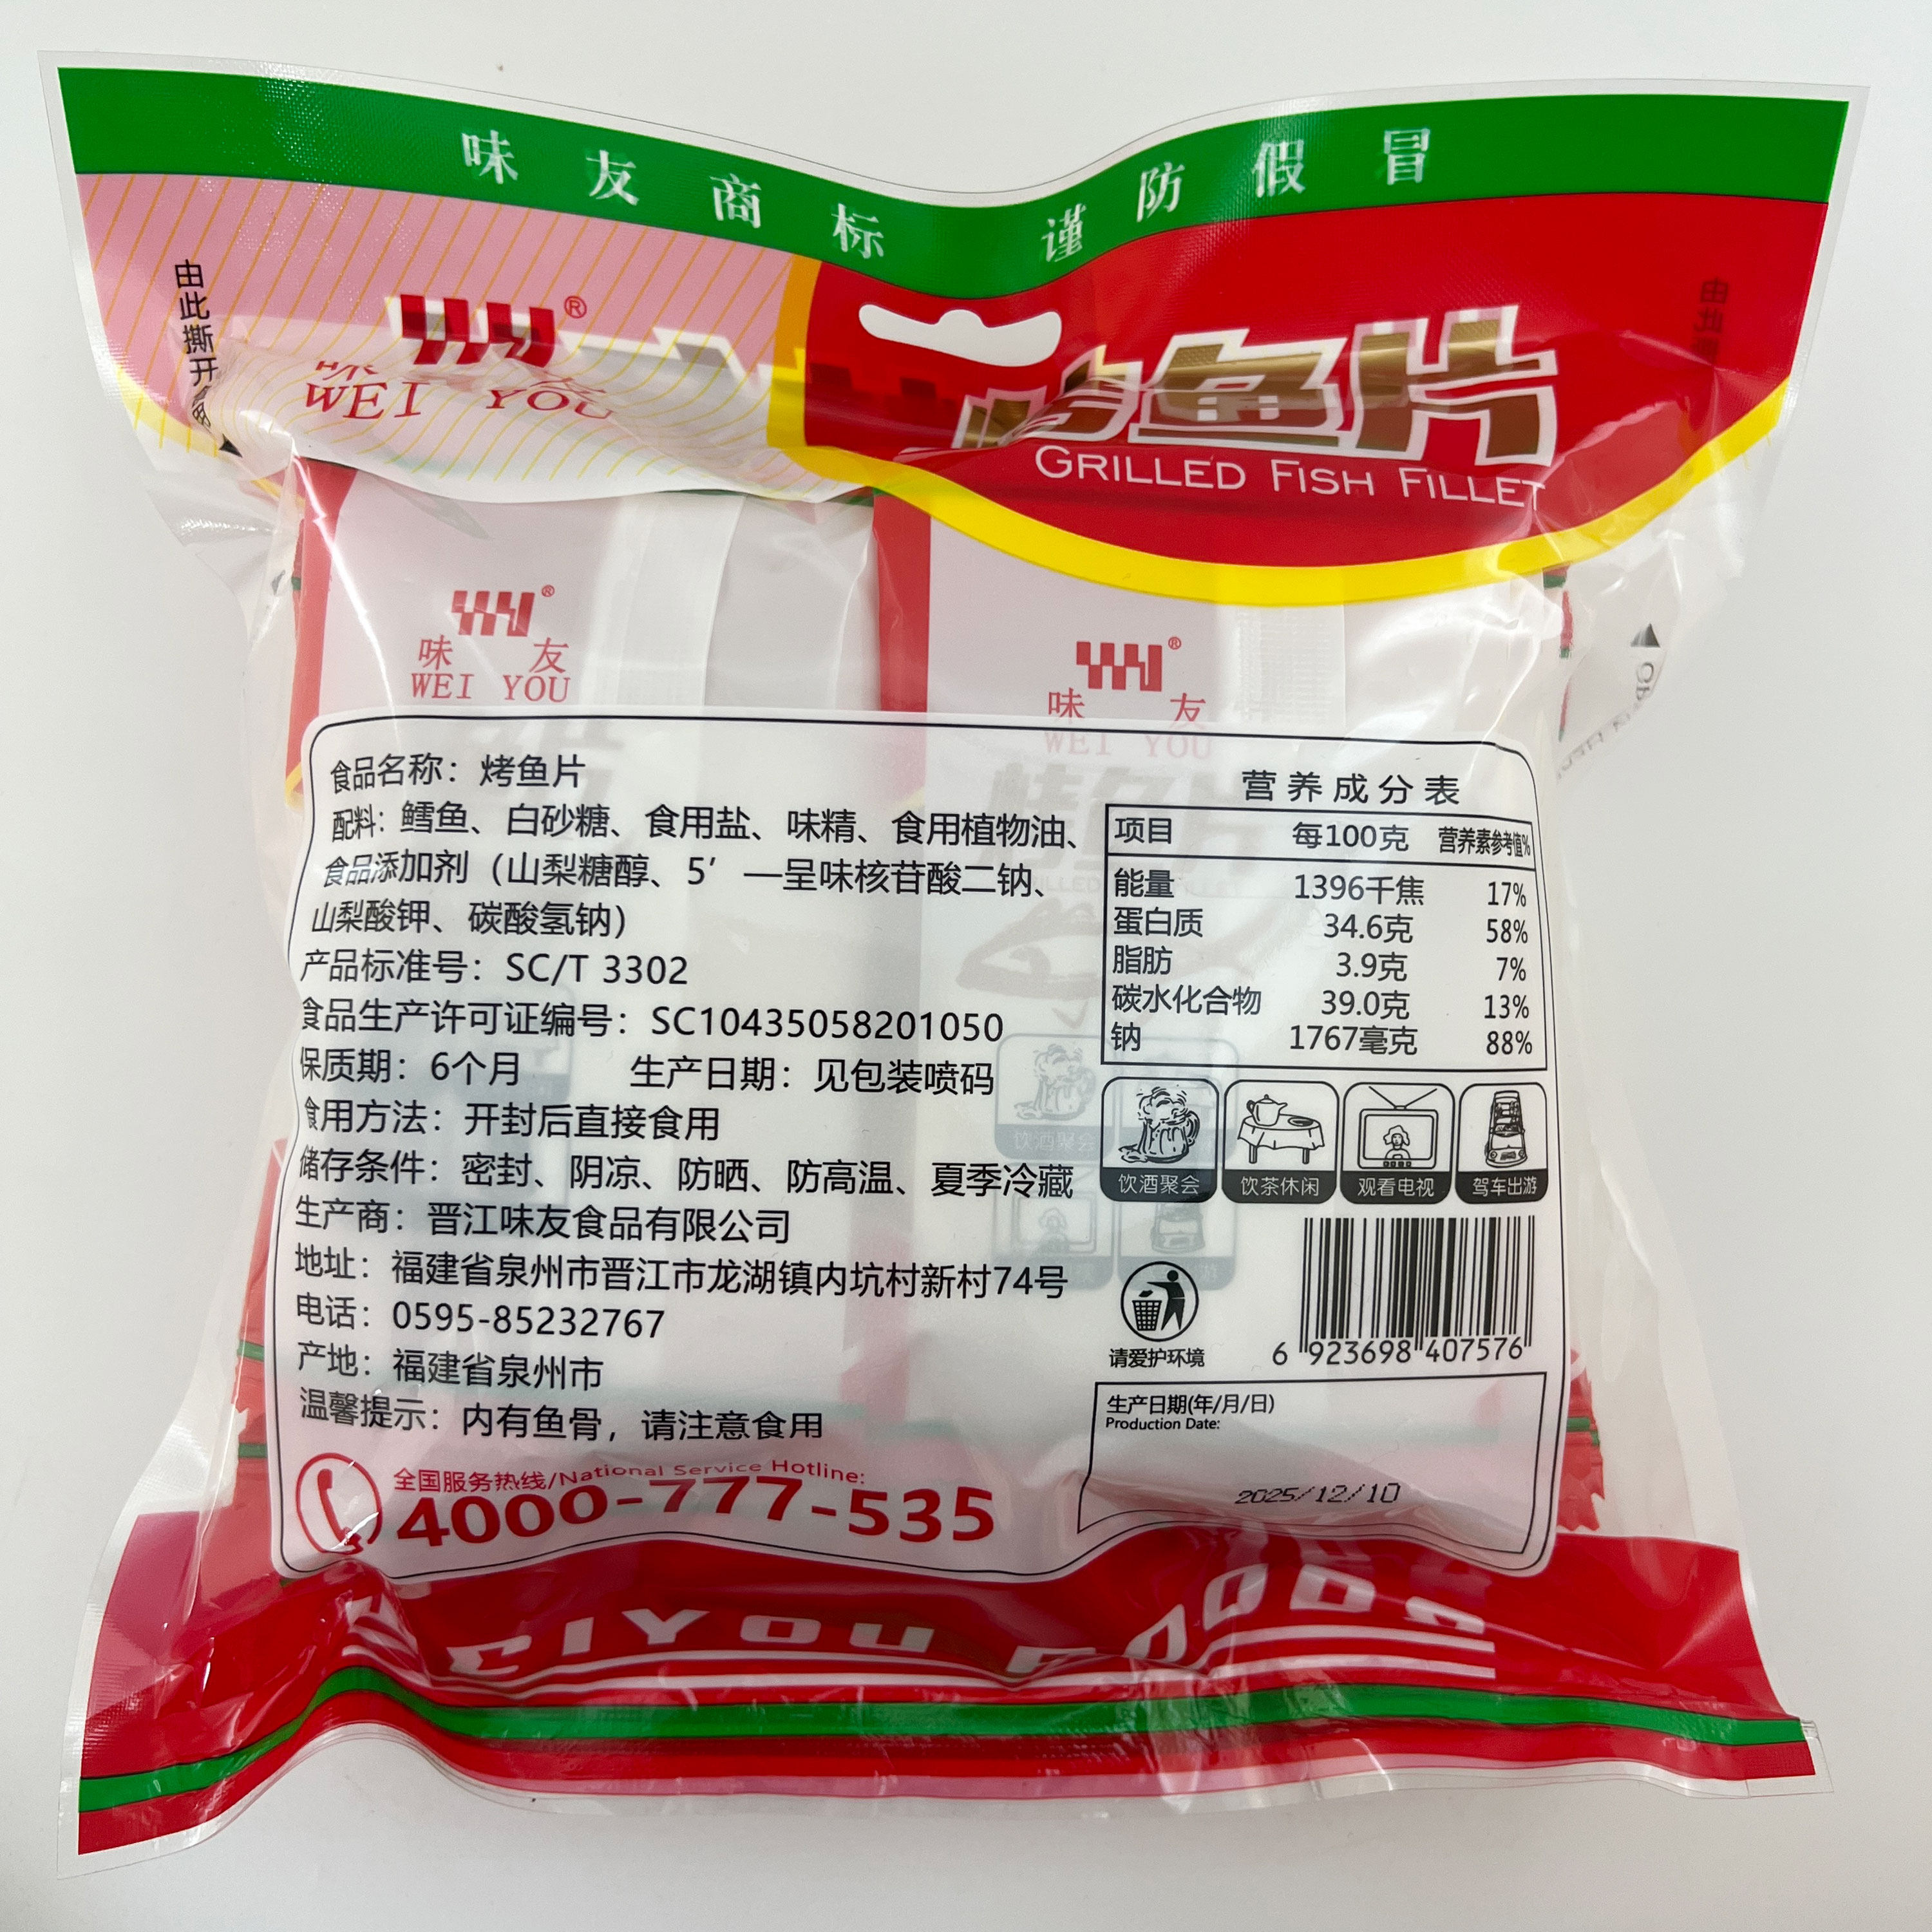 味友商标 谨防假冒
由此撕开
®
WEI YOU
烤鱼片
GRILLED FISH FILLET
®
味 友
WEI YOU
®
味 友
WEI YOU
食品名称：烤鱼片
配料：鳕鱼、白砂糖、食用盐、味精、食用植物油、
食品添加剂（山梨糖醇、5′—呈味核苷酸二钠、
山梨酸钾、碳酸氢钠）
产品标准号：SC/T 3302
食品生产许可证编号：SC10435058201050
保质期：6个月 生产日期：见包装喷码
食用方法：开封后直接食用
储存条件：密封、阴凉、防晒、防高温、夏季冷藏
生产商：晋江味友食品有限公司
地址：福建省泉州市晋江市龙湖镇内坑村新村74号
电话：0595-85232767
产地：福建省泉州市
温馨提示：内有鱼骨，请注意食用
全国服务热线/National Service Hotline:
4000-777-535
营养成分表
项目 每100克 营养素参考值%
能量 1396千焦 17%
蛋白质 34.6克 58%
脂肪 3.9克 7%
碳水化合物 39.0克 13%
钠 1767毫克 88%
饮酒聚会 饮茶休闲 观看电视 驾车出游
请爱护环境
6 923698 407576
生产日期(年/月/日)
Production Date:
2025/12/10
WEIYOU FOODS